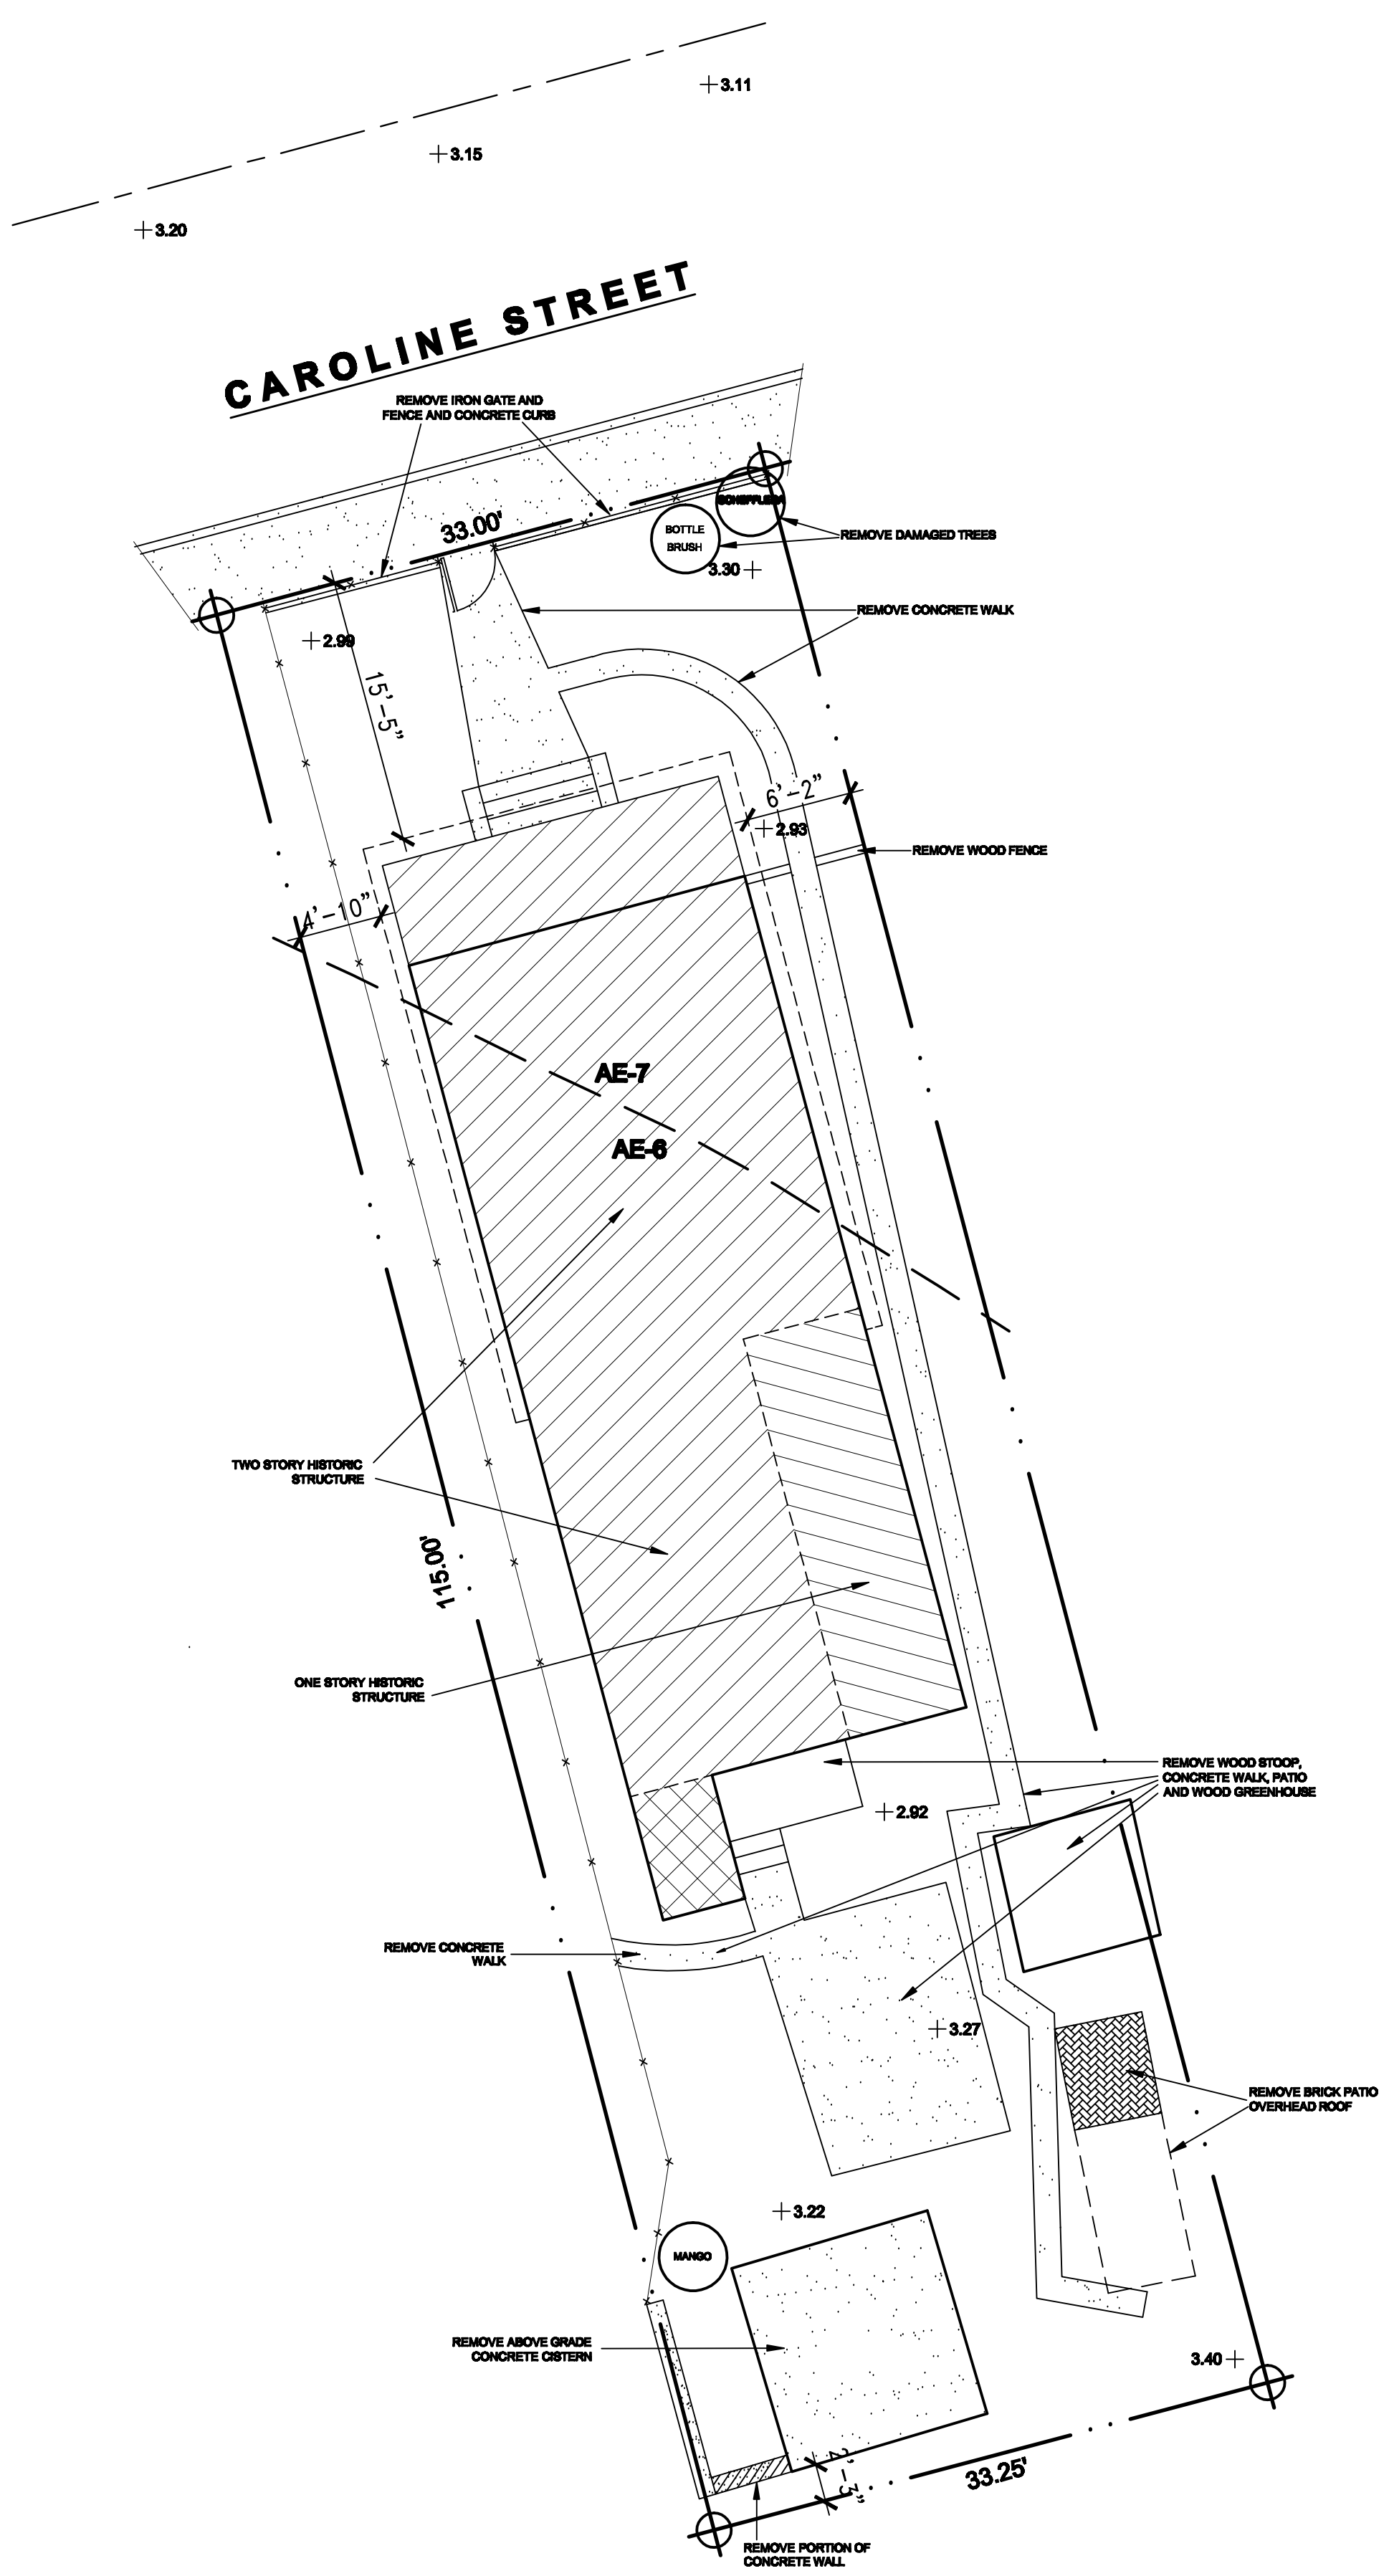 3.11
3.15
3.20
CAROLINE STREET
REMOVE IRON GATE AND
FENCE AND CONCRETE CURB
33.00'
SCHEFFLERA
BOTTLE
BRUSH
REMOVE DAMAGED TREES
3.30
REMOVE CONCRETE WALK
2.99
15'-5"
6'-2"
2.93
REMOVE WOOD FENCE
4'-10"
AE-7
AE-6
TWO STORY HISTORIC
STRUCTURE
115.00'
ONE STORY HISTORIC
STRUCTURE
REMOVE WOOD STOOP,
CONCRETE WALK, PATIO
AND WOOD GREENHOUSE
2.92
REMOVE CONCRETE
WALK
3.27
REMOVE BRICK PATIO
OVERHEAD ROOF
3.22
MANGO
REMOVE ABOVE GRADE
CONCRETE CISTERN
3.40
2'-3"
33.25'
REMOVE PORTION OF
CONCRETE WALL